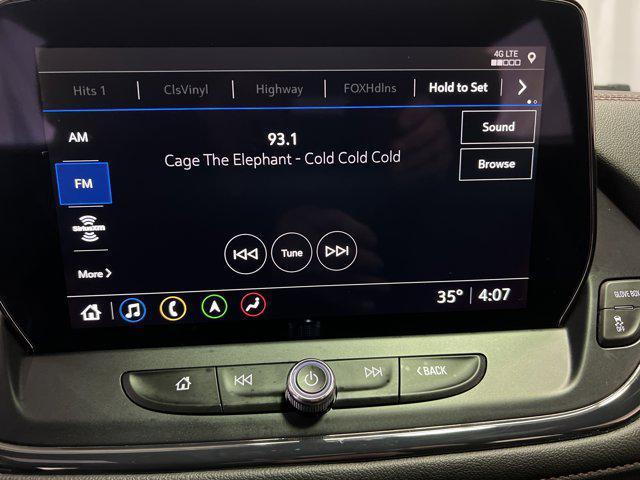 4G LTE
Hits 1 ClsVinyl Highway FOXHdlns Hold to Set
AM
93.1
Sound
Cage The Elephant - Cold Cold Cold
Browse
FM
SiriusXM
Tune
More
35° 4:07
GLOVE BOX
OFF
BACK